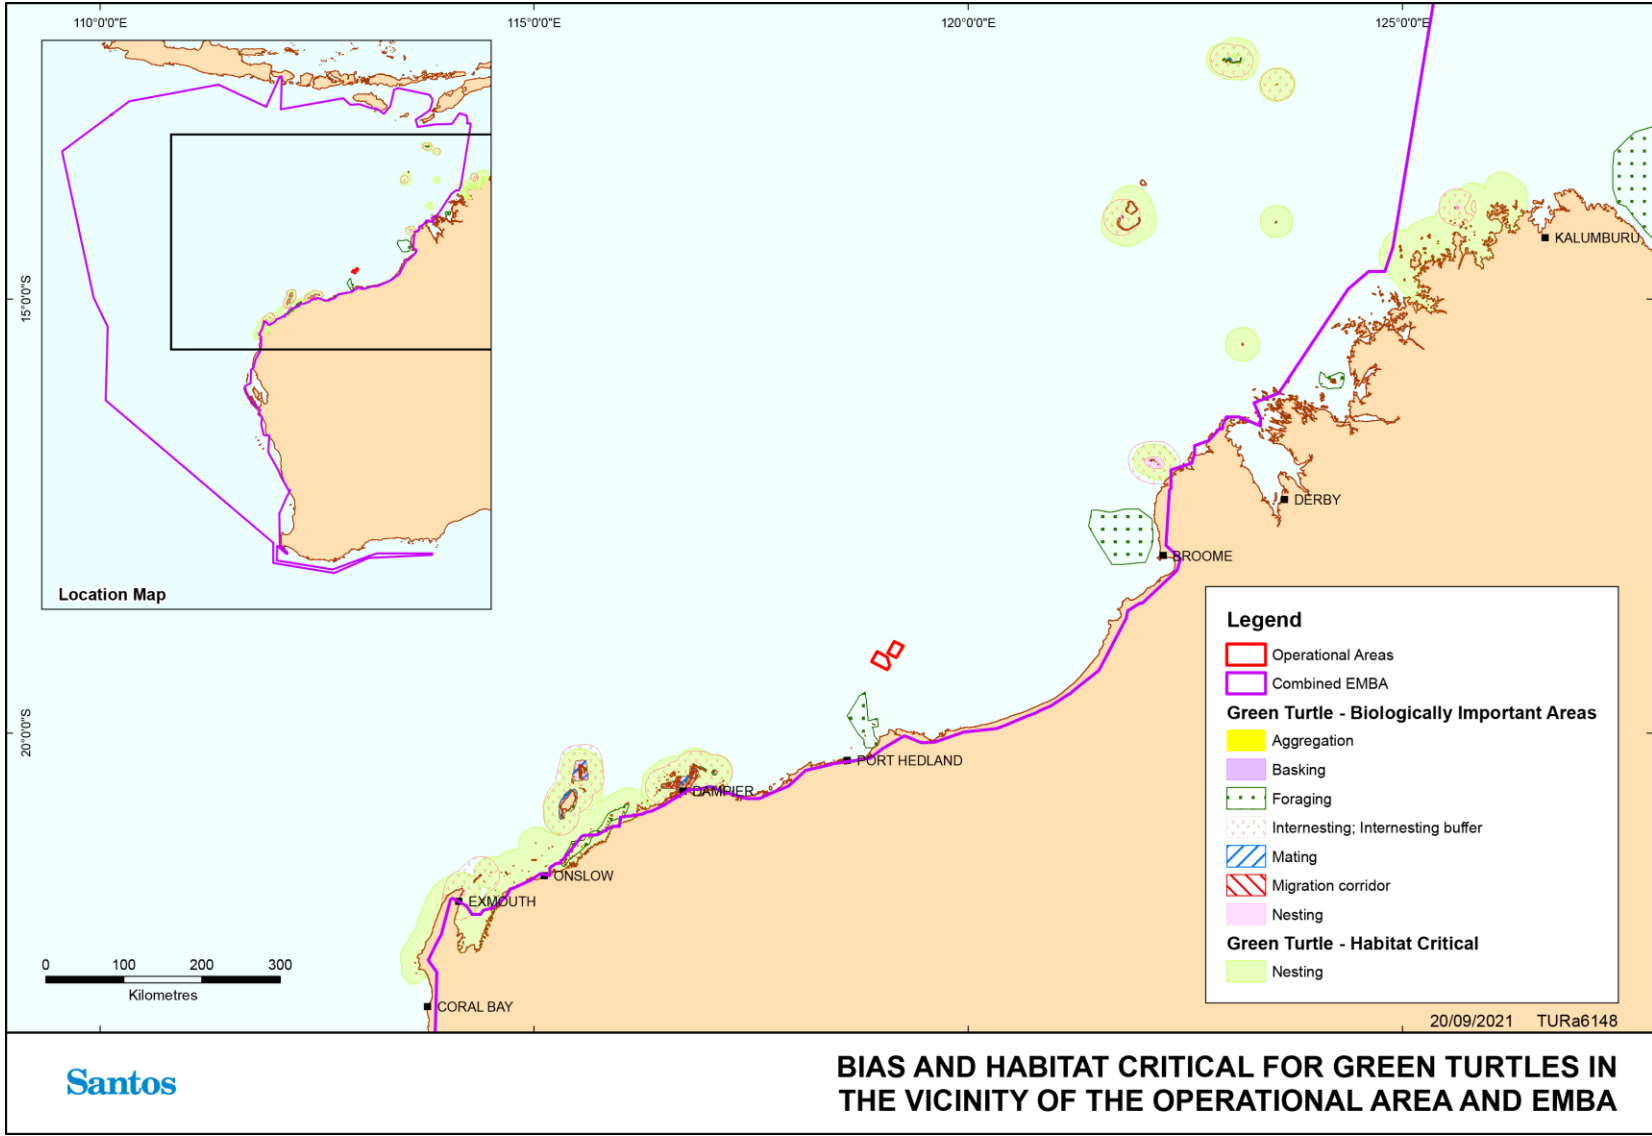 110°0'0"E
115°0'0"E
120°0'0"E
125°0'0"E
15°0'0"S
20°0'0"S
Location Map
KALUMBURU
DERBY
BROOME
PORT HEDLAND
DAMPIER
ONSLOW
EXMOUTH
CORAL BAY
0 100 200 300
Kilometres
Legend
Operational Areas
Combined EMBA
Green Turtle - Biologically Important Areas
Aggregation
Basking
Foraging
Internesting; Internesting buffer
Mating
Migration corridor
Nesting
Green Turtle - Habitat Critical
Nesting
20/09/2021 TURa6148
Santos
BIAS AND HABITAT CRITICAL FOR GREEN TURTLES IN
THE VICINITY OF THE OPERATIONAL AREA AND EMBA